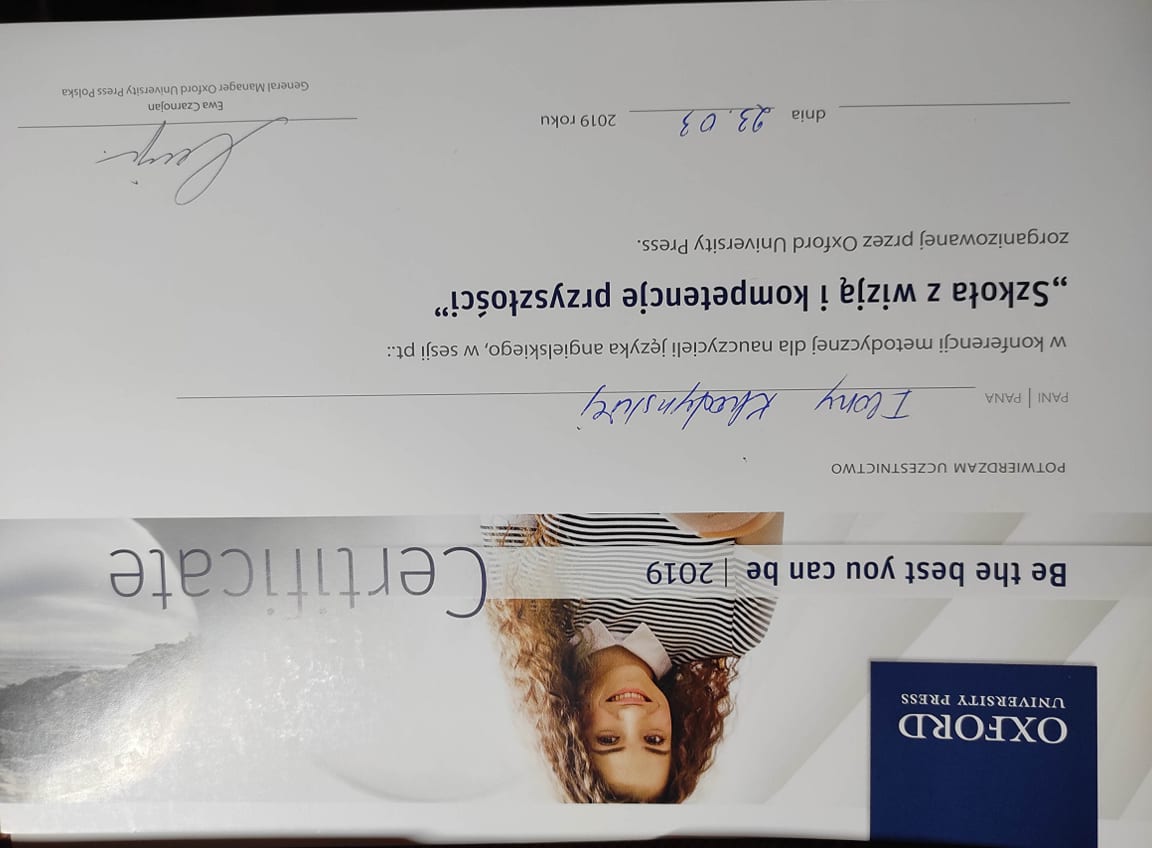 OXFORD
UNIVERSITY PRESS
Be the best you can be | 2019
Certificate
POTWIERDZAM UCZESTNICTWO
PANI | PANA Ilony
w konferencji metodycznej dla nauczycieli języka angielskiego, w sesji pt.:
„Szkoła z wizją i kompetencje przyszłości”
zorganizowanej przez Oxford University Press.
dnia 23.03 2019 roku
Ewa Czarnojan
General Manager Oxford University Press Polska